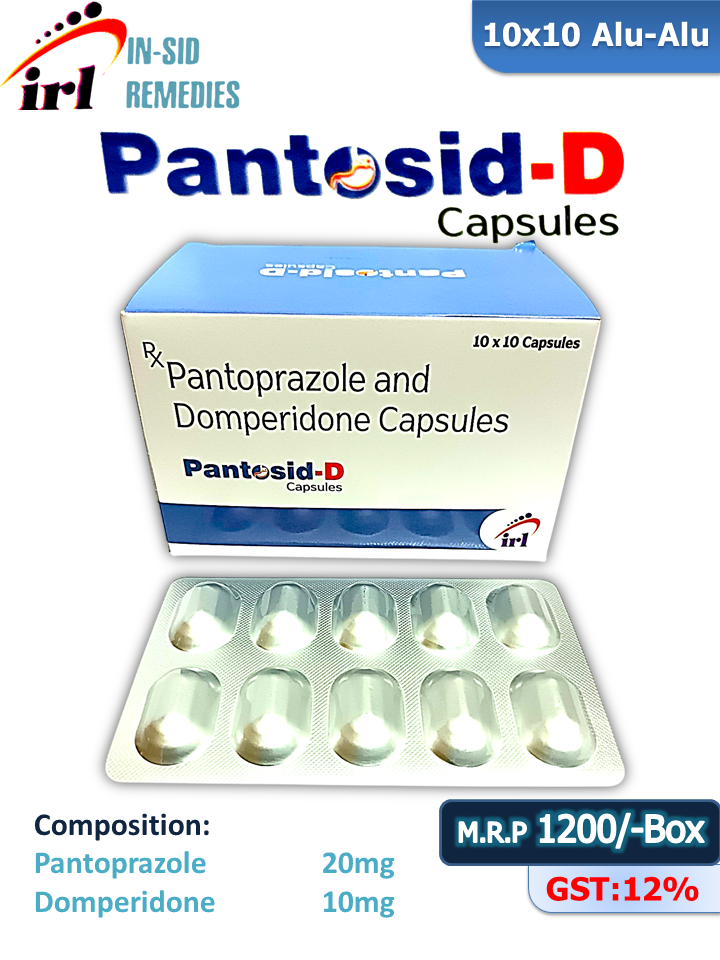 irl
IN-SID
REMEDIES
10x10 Alu-Alu
Pantosid-D
Capsules
Pantosid-D
Capsules
Rx
10 x 10 Capsules
Pantoprazole and
Domperidone Capsules
Pantosid-D
Capsules
irl
Composition:
Pantoprazole 20mg
Domperidone 10mg
M.R.P 1200/-Box
GST:12%